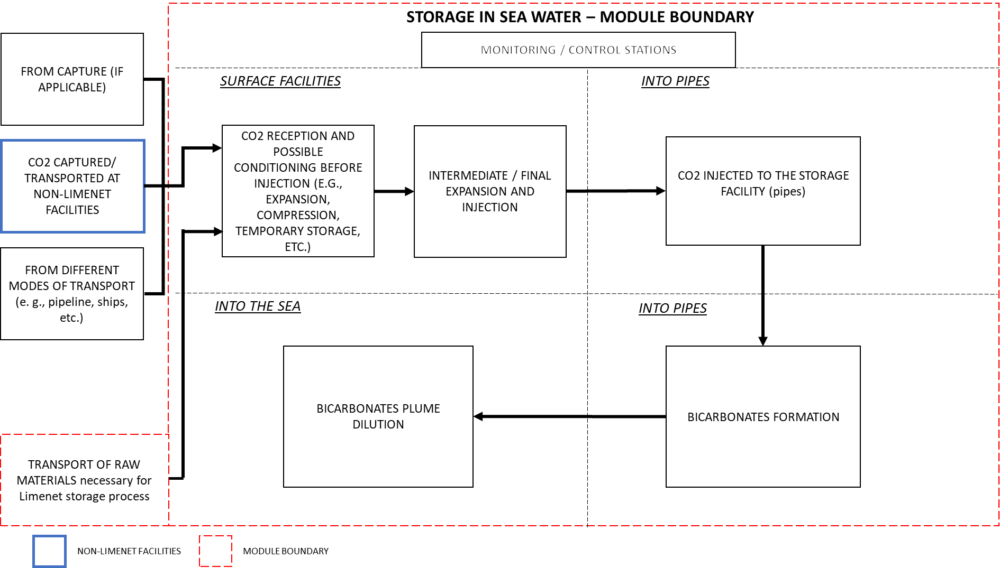 STORAGE IN SEA WATER – MODULE BOUNDARY
MONITORING / CONTROL STATIONS
FROM CAPTURE (IF
APPLICABLE)
CO2 CAPTURED/
TRANSPORTED AT
NON-LIMENET
FACILITIES
FROM DIFFERENT
MODES OF TRANSPORT
(e. g., pipeline, ships,
etc.)
TRANSPORT OF RAW
MATERIALS necessary for
Limenet storage process
SURFACE FACILITIES
CO2 RECEPTION AND
POSSIBLE
CONDITIONING BEFORE
INJECTION (E.G.,
EXPANSION,
COMPRESSION,
TEMPORARY STORAGE,
ETC.)
INTERMEDIATE / FINAL
EXPANSION AND
INJECTION
INTO PIPES
CO2 INJECTED TO THE STORAGE
FACILITY (pipes)
INTO THE SEA
BICARBONATES PLUME
DILUTION
INTO PIPES
BICARBONATES FORMATION
NON-LIMENET FACILITIES
MODULE BOUNDARY